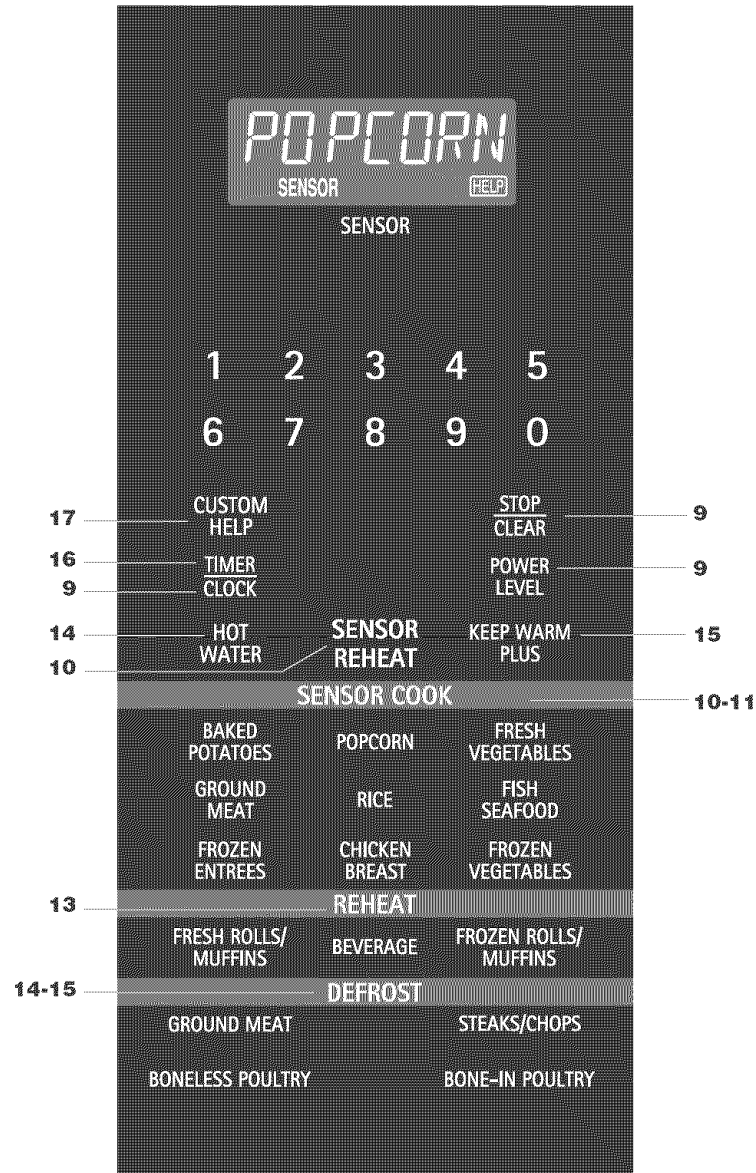 POPCORN
SENSOR HELP
SENSOR
1 2 3 4 5
6 7 8 9 0
17 CUSTOM HELP STOP CLEAR 9
16 TIMER
9 CLOCK
POWER LEVEL 9
14 HOT WATER
10 SENSOR REHEAT
KEEP WARM PLUS 15
SENSOR COOK 10-11
BAKED POTATOES POPCORN FRESH VEGETABLES
GROUND MEAT RICE FISH SEAFOOD
FROZEN ENTREES CHICKEN BREAST FROZEN VEGETABLES
13 REHEAT
FRESH ROLLS/ MUFFINS BEVERAGE FROZEN ROLLS/ MUFFINS
14-15 DEFROST
GROUND MEAT STEAKS/CHOPS
BONELESS POULTRY BONE-IN POULTRY